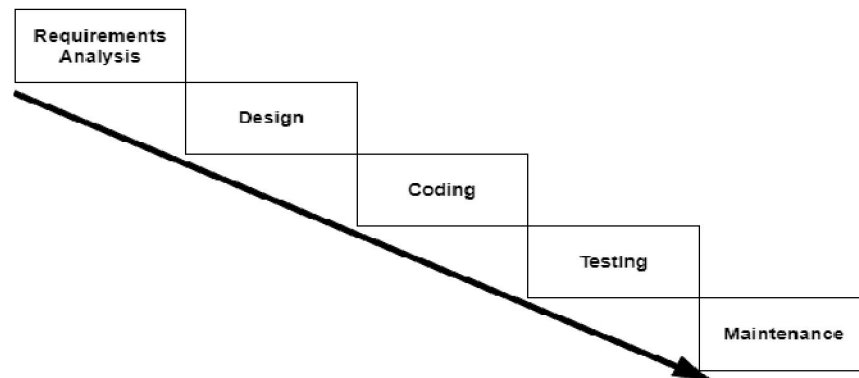 Requirements
Analysis
Design
Coding
Testing
Maintenance